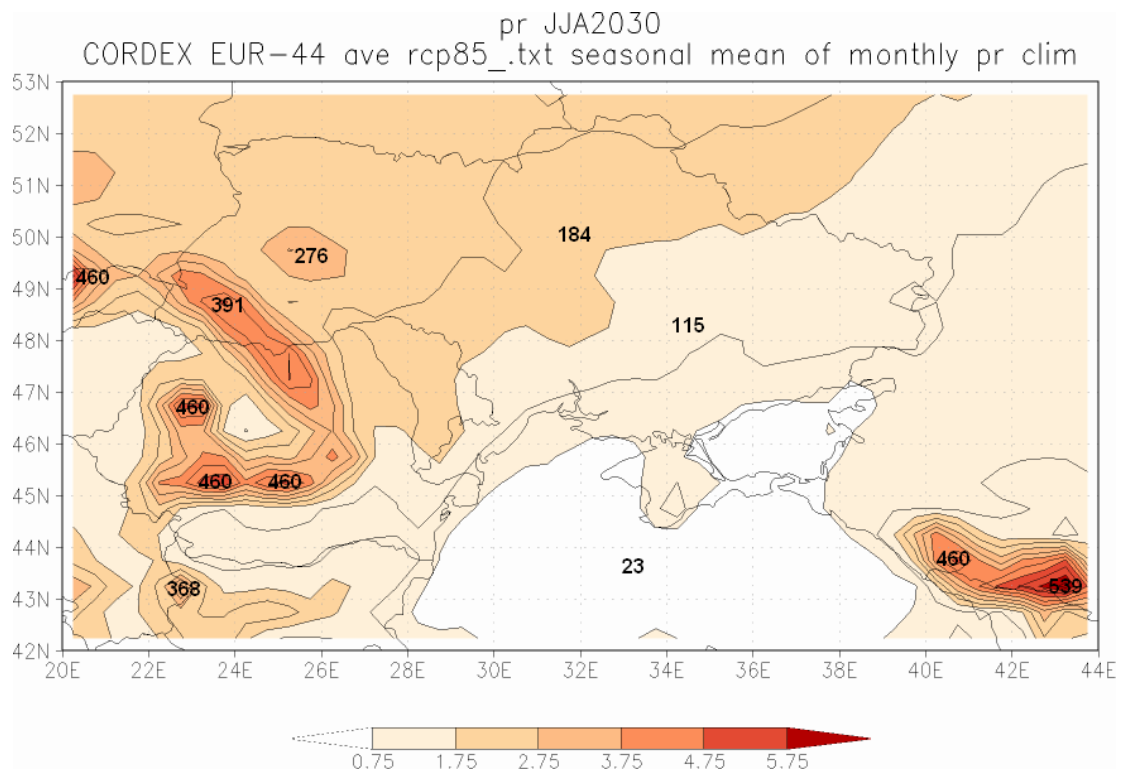 pr JJA2030
CORDEX EUR-44 ave rcp85_.txt seasonal mean of monthly pr clim
53N
52N
51N
50N
184
276
49N
460
391
48N
115
47N
460
46N
45N
460
460
44N
460
23
43N
368
539
42N
20E 22E 24E 26E 28E 30E 32E 34E 36E 38E 40E 42E 44E
0.75 1.75 2.75 3.75 4.75 5.75